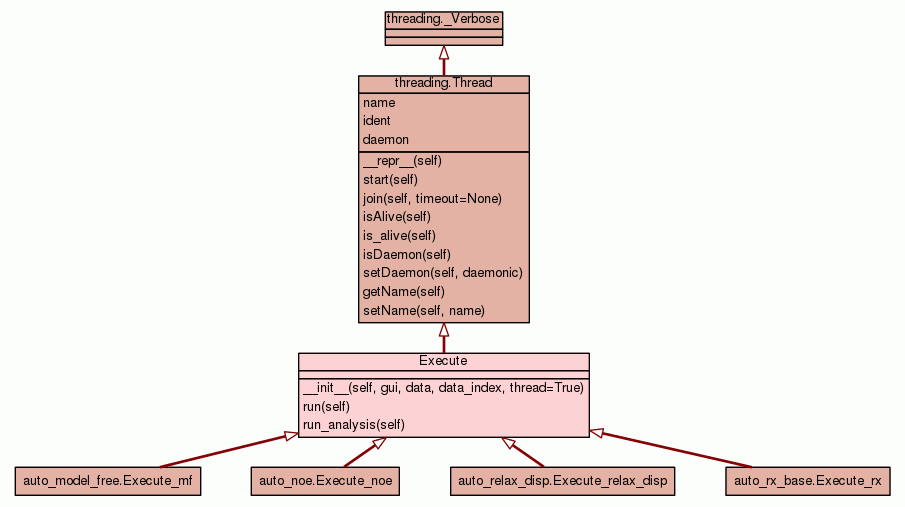 threading._Verbose
threading.Thread
name
ident
daemon
__repr__(self)
start(self)
join(self, timeout=None)
isAlive(self)
is_alive(self)
isDaemon(self)
setDaemon(self, daemonic)
getName(self)
setName(self, name)
Execute
__init__(self, gui, data, data_index, thread=True)
run(self)
run_analysis(self)
auto_model_free.Execute_mf
auto_noe.Execute_noe
auto_relax_disp.Execute_relax_disp
auto_rx_base.Execute_rx